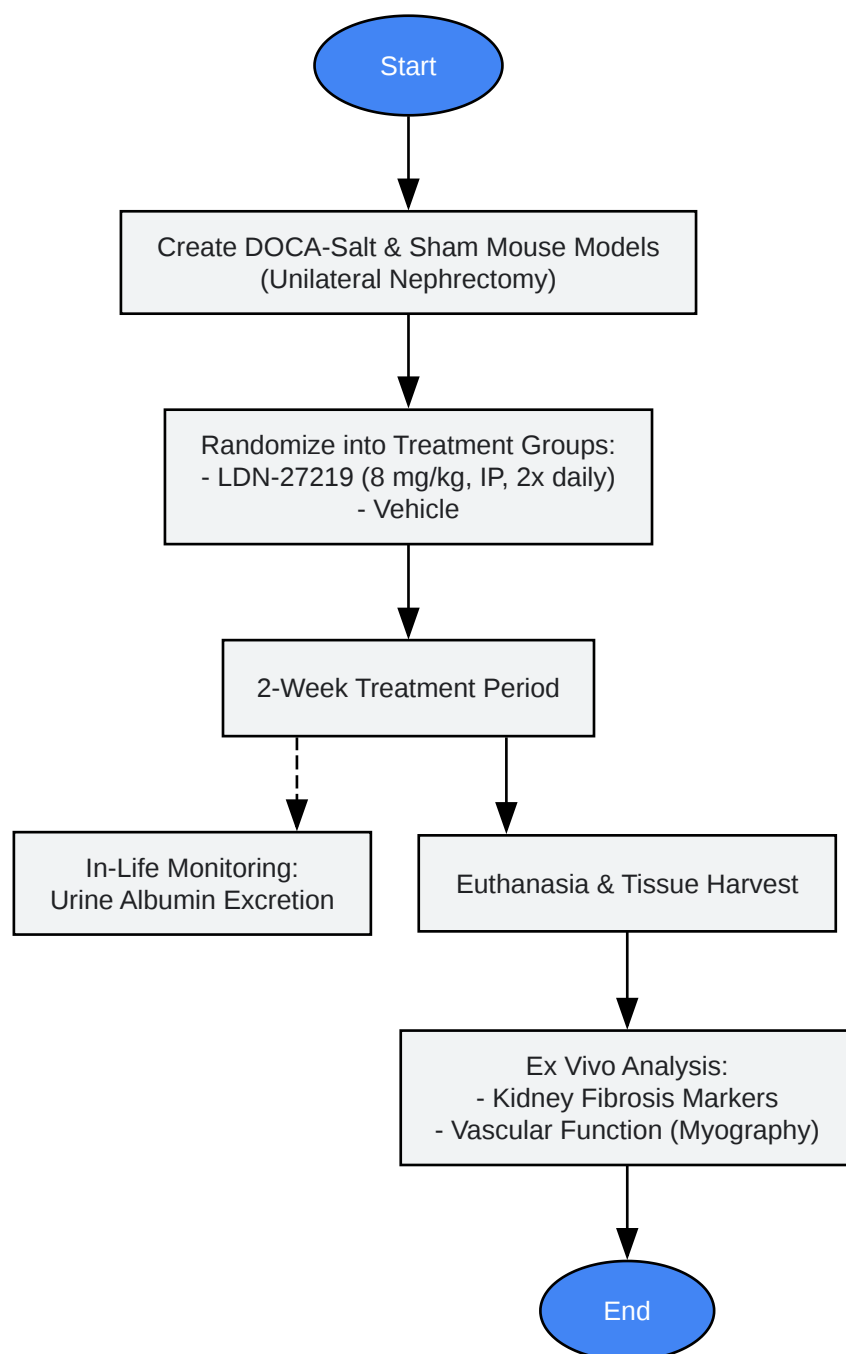 Start
Create DOCA-Salt & Sham Mouse Models
(Unilateral Nephrectomy)
Randomize into Treatment Groups:
- LDN-27219 (8 mg/kg, IP, 2x daily)
- Vehicle
2-Week Treatment Period
In-Life Monitoring:
Urine Albumin Excretion
Euthanasia & Tissue Harvest
Ex Vivo Analysis:
- Kidney Fibrosis Markers
- Vascular Function (Myography)
End